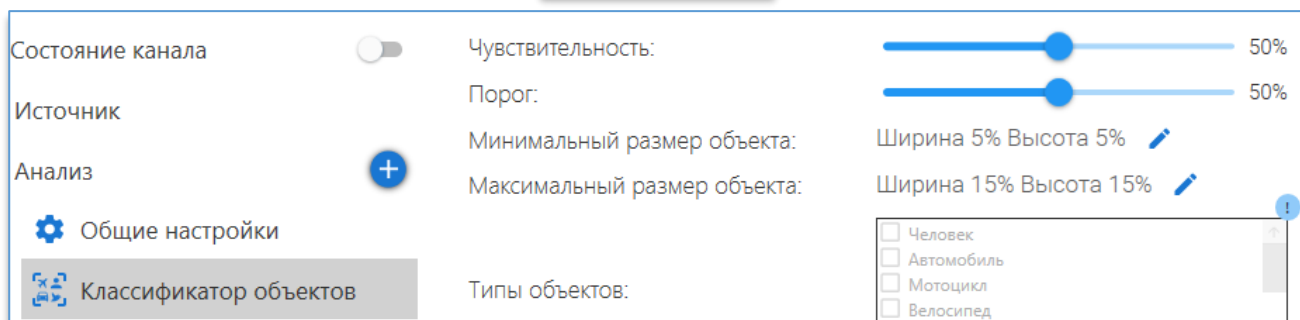 Состояние канала
Источник
Анализ
Общие настройки
Классификатор объектов
Чувствительность: 50%
Порог: 50%
Минимальный размер объекта: Ширина 5% Высота 5%
Максимальный размер объекта: Ширина 15% Высота 15%
!
Типы объектов:
Человек
Автомобиль
Мотоцикл
Велосипед